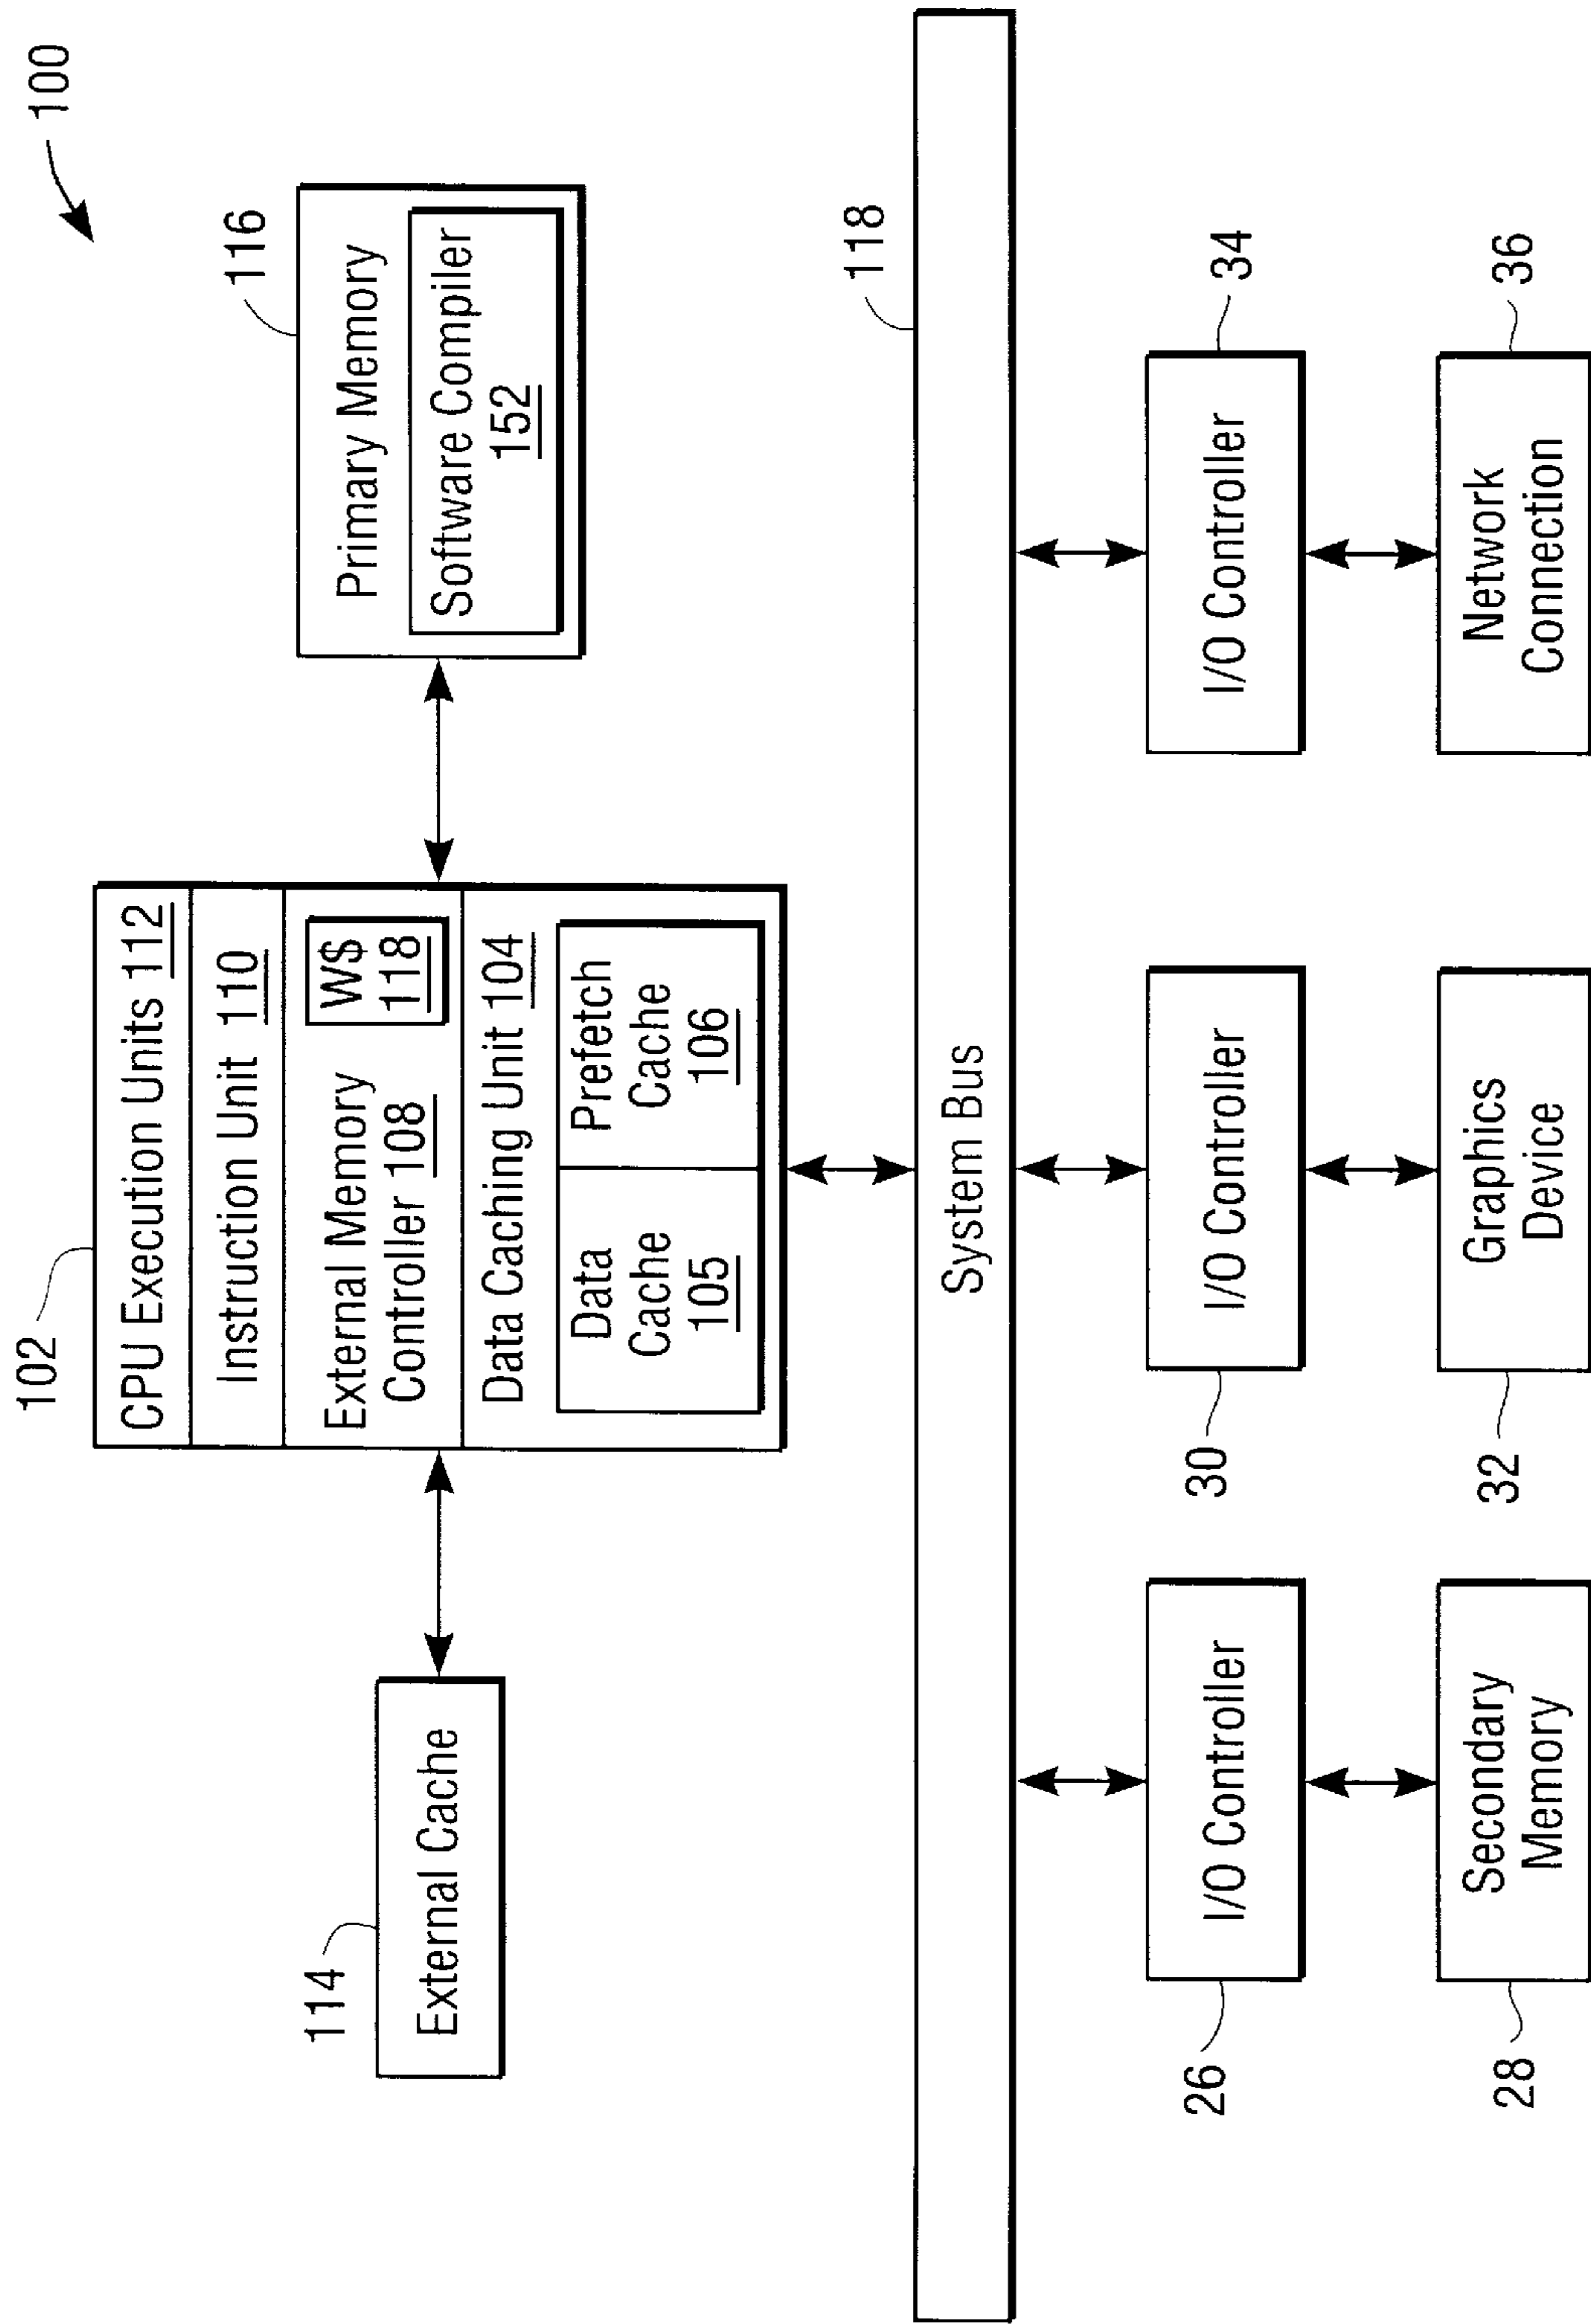 100
102
CPU Execution Units 112
Instruction Unit 110
External Memory
Controller 108
W$
118
Data Caching Unit 104
Data
Cache
105
Prefetch
Cache
106
114
External Cache
116
Primary Memory
Software Compiler
152
118
System Bus
26
I/O Controller
30
I/O Controller
34
I/O Controller
28
Secondary
Memory
32
Graphics
Device
36
Network
Connection